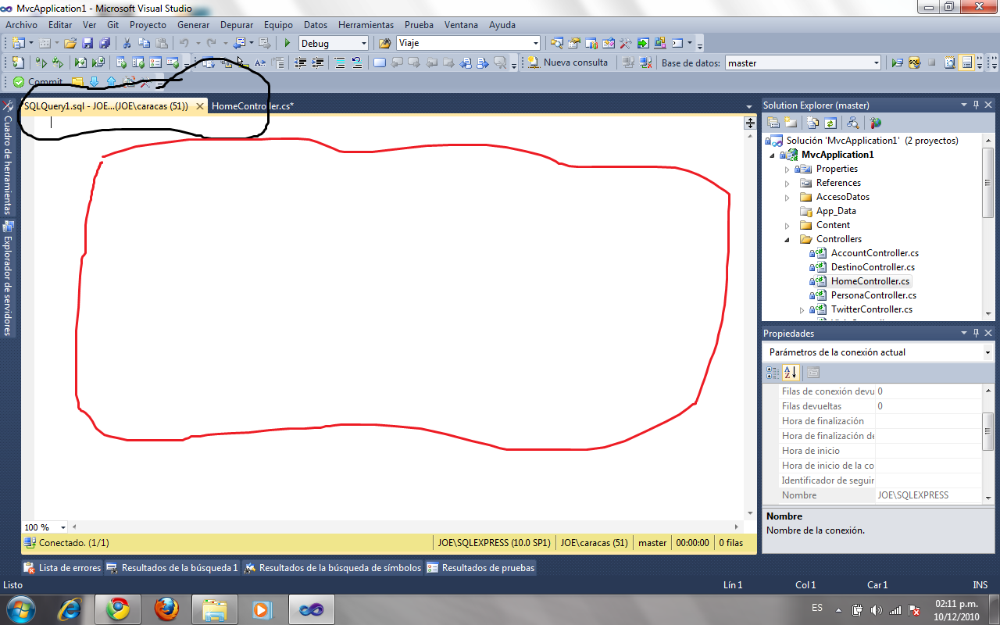 MvcApplication1 - Microsoft Visual Studio
Archivo Editar Ver Git Proyecto Generar Depurar Equipo Datos Herramientas Prueba Ventana Ayuda
Debug Viaje
Nueva consulta Base de datos: master
Commit
SQLQuery1.sql - JOE...(JOE\caracas (51)) HomeController.cs*
Cuadro de herramientas
Explorador de servidores
Solution Explorer (master)
Solución 'MvcApplication1' (2 proyectos)
MvcApplication1
Properties
References
AccesoDatos
App_Data
Content
Controllers
AccountController.cs
DestinoController.cs
HomeController.cs
PersonaController.cs
TwitterController.cs
Propiedades
Parámetros de la conexión actual
Filas de conexión devu 0
Filas devueltas 0
Hora de finalización
Hora de finalización de
Hora de inicio
Hora de inicio de la co
Identificador de seguir
Nombre JOE\SQLEXPRESS
Nombre
Nombre de la conexión.
100 %
Conectado. (1/1) JOE\SQLEXPRESS (10.0 SP1) JOE\caracas (51) master 00:00:00 0 filas
Lista de errores Resultados de la búsqueda 1 Resultados de la búsqueda de símbolos Resultados de pruebas
Listo Lín 1 Col 1 Car 1 INS
ES 02:11 p.m.
10/12/2010